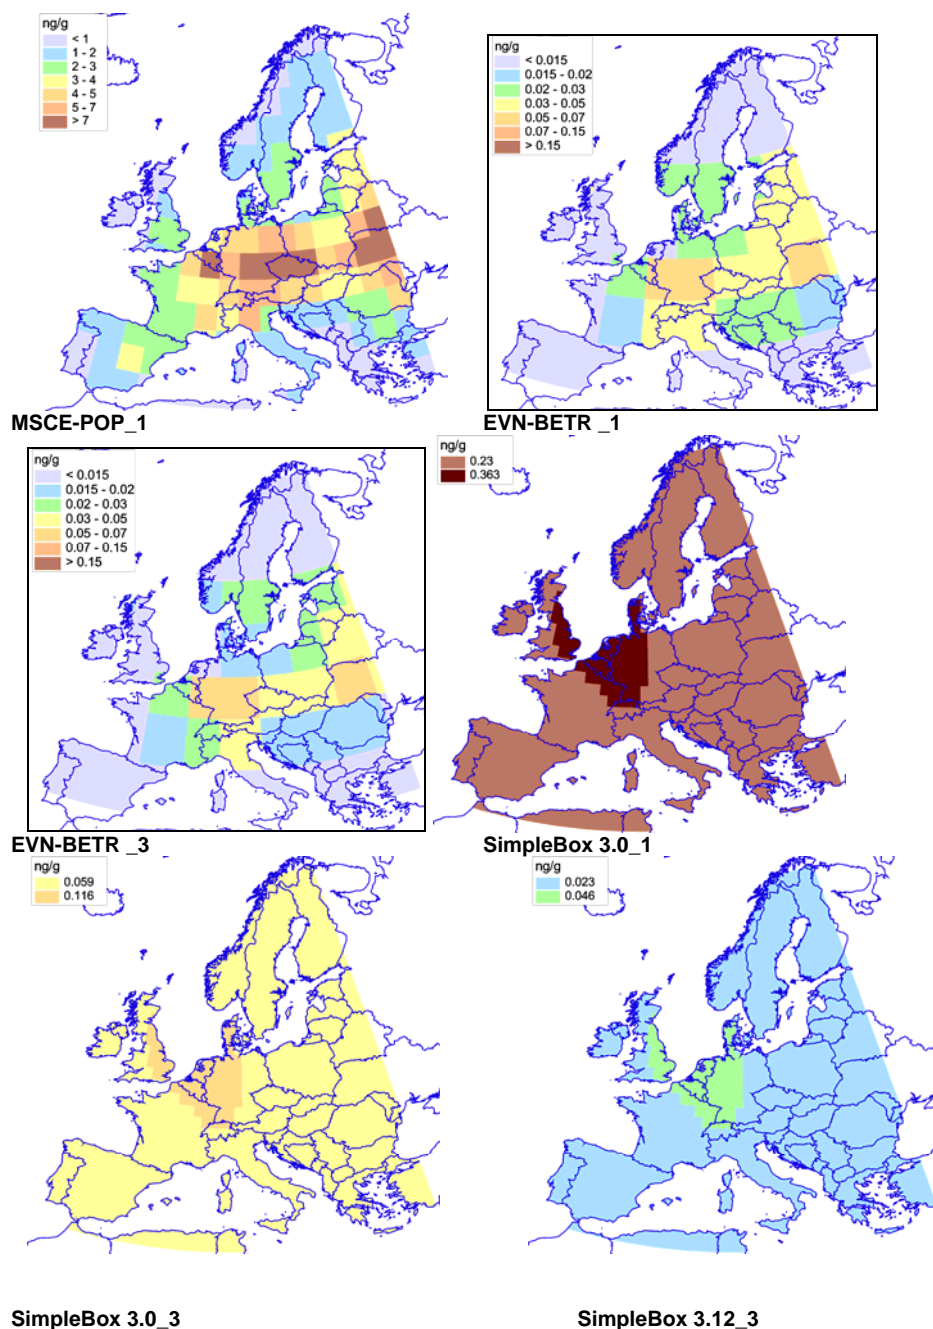 ng/g
< 1
1 - 2
2 - 3
3 - 4
4 - 5
5 - 7
> 7
MSCE-POP_1
ng/g
< 0.015
0.015 - 0.02
0.02 - 0.03
0.03 - 0.05
0.05 - 0.07
0.07 - 0.15
> 0.15
EVN-BETR _1
ng/g
< 0.015
0.015 - 0.02
0.02 - 0.03
0.03 - 0.05
0.05 - 0.07
0.07 - 0.15
> 0.15
EVN-BETR _3
ng/g
0.23
0.363
SimpleBox 3.0_1
ng/g
0.059
0.116
SimpleBox 3.0_3
ng/g
0.023
0.046
SimpleBox 3.12_3